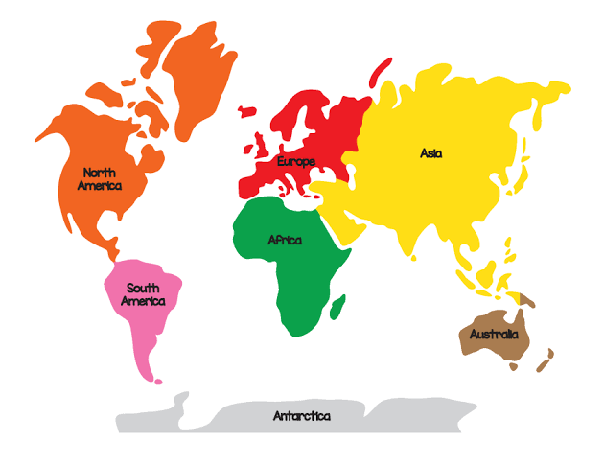 North
America
Europe
Asia
Africa
South
America
Australia
Antarctica